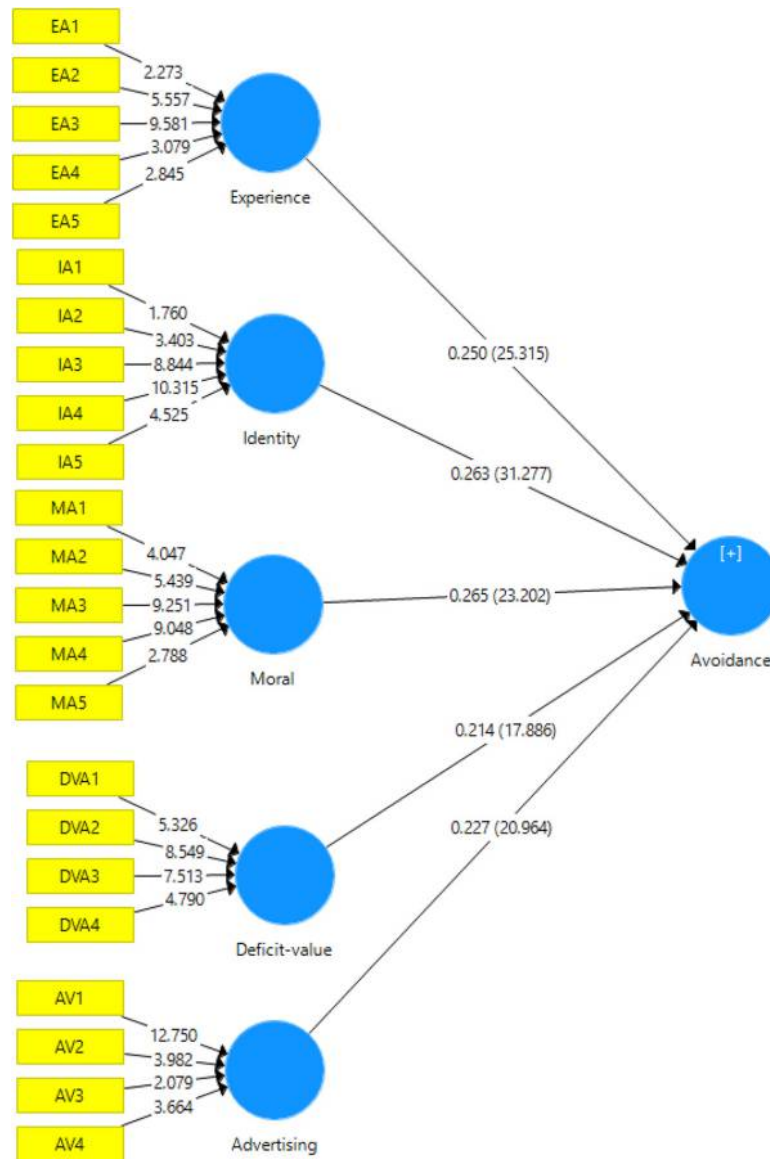 EA1
2.273
EA2
5.557
EA3
9.581
EA4
3.079
EA5
2.845
Experience
0.250 (25.315)
IA1
1.760
IA2
3.403
IA3
8.844
IA4
10.315
IA5
4.525
Identity
0.263 (31.277)
MA1
4.047
MA2
5.439
MA3
9.251
MA4
9.048
MA5
2.788
Moral
0.265 (23.202)
[+]
Avoidance
DVA1
5.326
DVA2
8.549
DVA3
7.513
DVA4
4.790
Deficit-value
0.214 (17.886)
AV1
12.750
AV2
3.982
AV3
2.079
AV4
3.664
Advertising
0.227 (20.964)